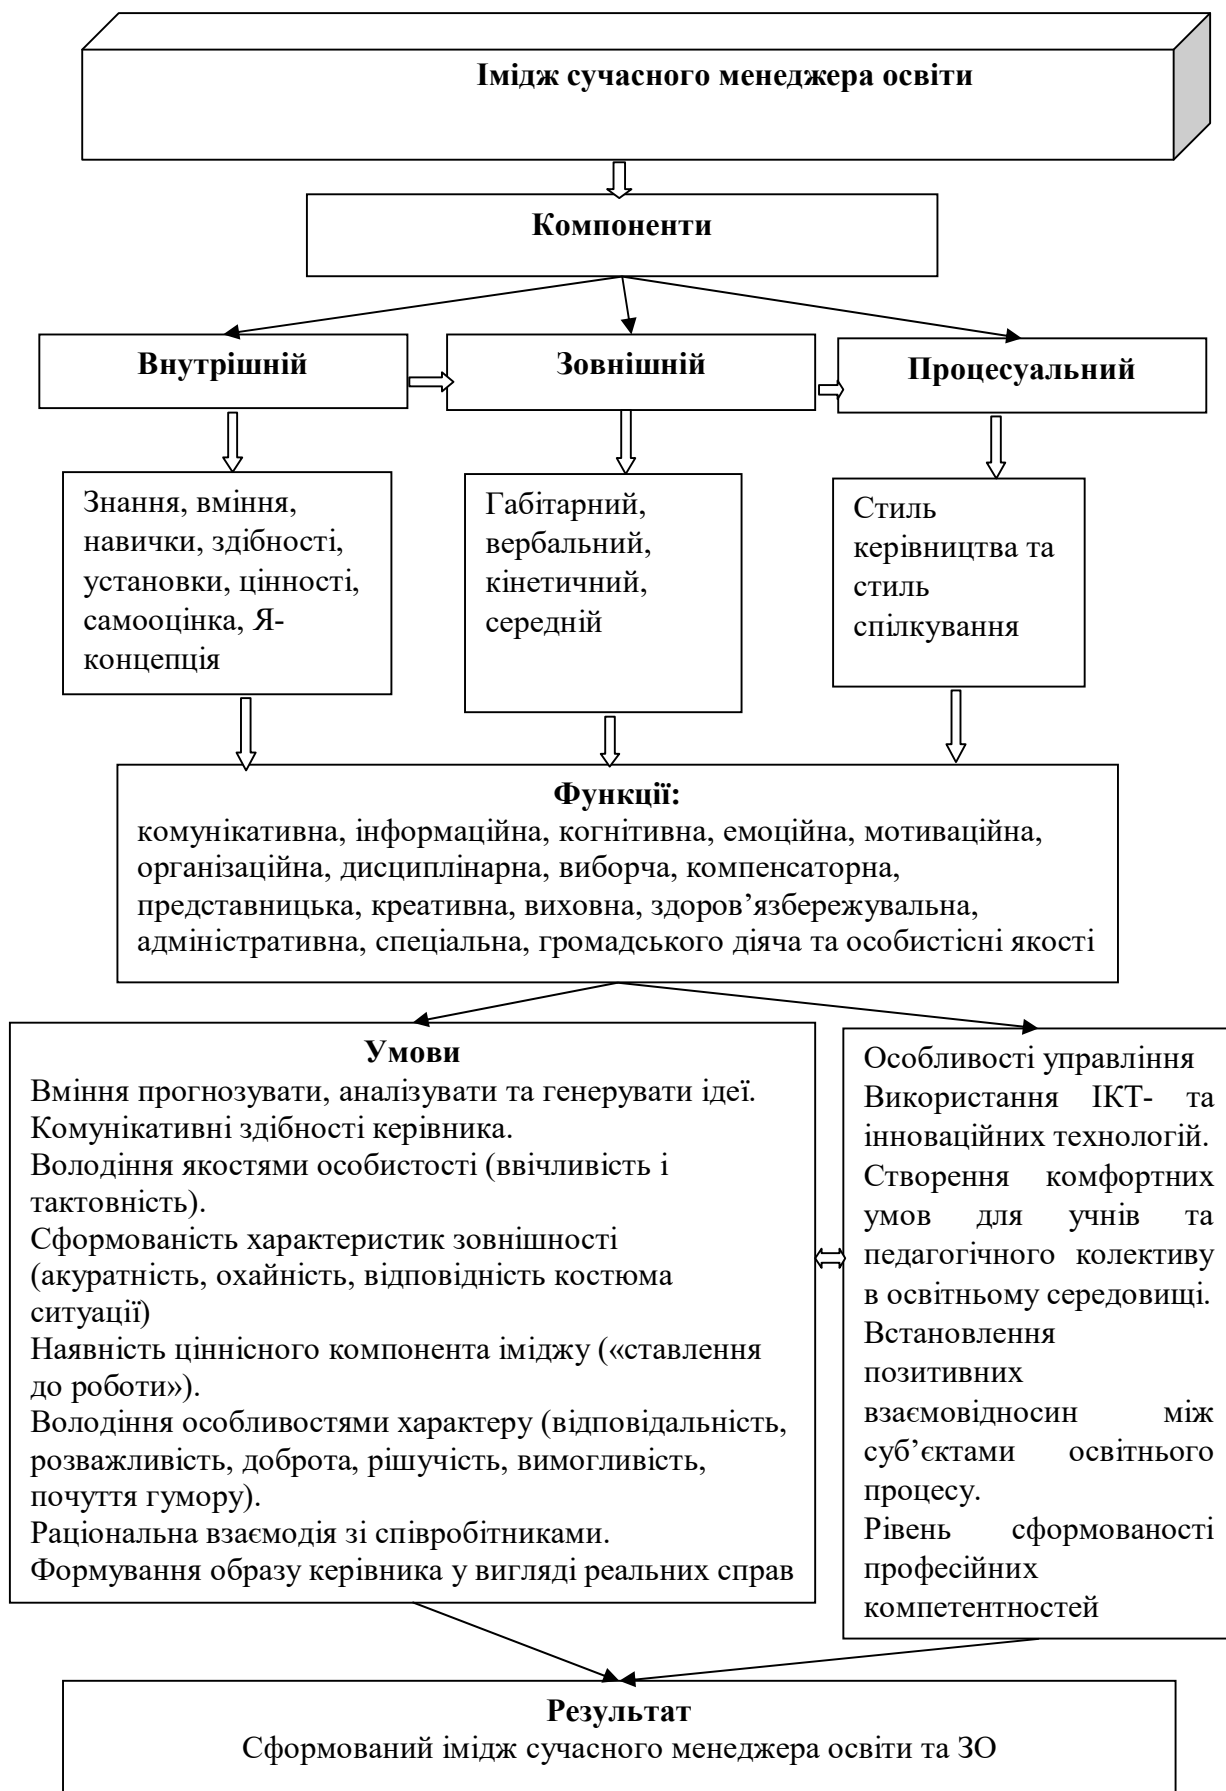 Імідж сучасного менеджера освіти
Компоненти
Внутрішній
Зовнішній
Процесуальний
Знання, вміння,
навички, здібності,
установки, цінності,
самооцінка, Я-
концепція
Габітарний,
вербальний,
кінетичний,
середній
Стиль
керівництва та
стиль
спілкування
Функції:
комунікативна, інформаційна, когнітивна, емоційна, мотиваційна,
організаційна, дисциплінарна, виборча, компенсаторна,
представницька, креативна, виховна, здоров’язбережувальна,
адміністративна, спеціальна, громадського діяча та особистісні якості
Умови
Вміння прогнозувати, аналізувати та генерувати ідеї.
Комунікативні здібності керівника.
Володіння якостями особистості (ввічливість і
тактовність).
Сформованість характеристик зовнішності
(акуратність, охайність, відповідність костюма
ситуації)
Наявність ціннісного компонента іміджу («ставлення
до роботи»).
Володіння особливостями характеру (відповідальність,
розважливість, доброта, рішучість, вимогливість,
почуття гумору).
Раціональна взаємодія зі співробітниками.
Формування образу керівника у вигляді реальних справ
Особливості управління
Використання ІКТ- та
інноваційних технологій.
Створення комфортних
умов для учнів та
педагогічного колективу
в освітньому середовищі.
Встановлення
позитивних
взаємовідносин між
суб’єктами освітнього
процесу.
Рівень сформованості
професійних
компетентностей
Результат
Сформований імідж сучасного менеджера освіти та ЗО